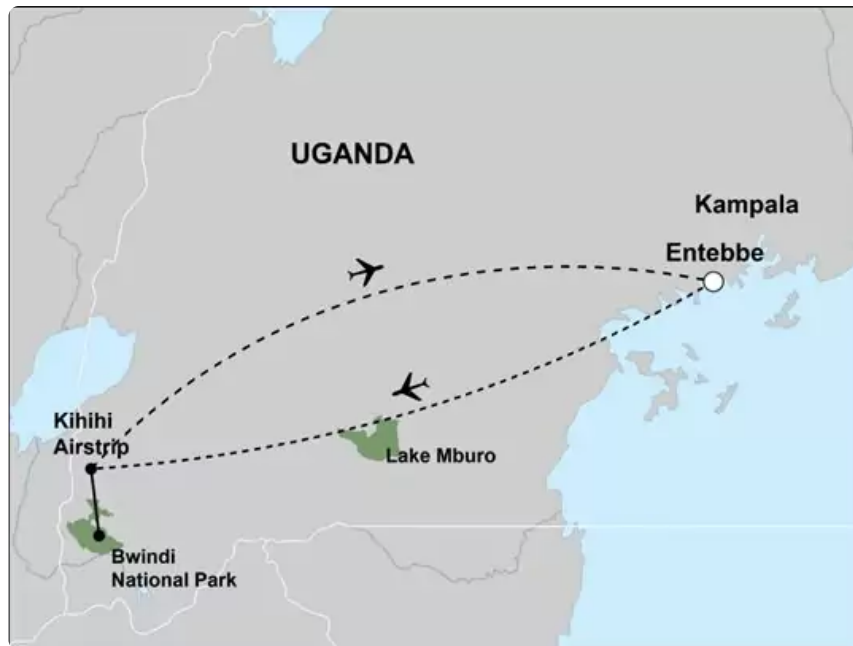 UGANDA
Kampala
Entebbe
Kihihi
Airstrip
Lake Mburo
Bwindi
National Park